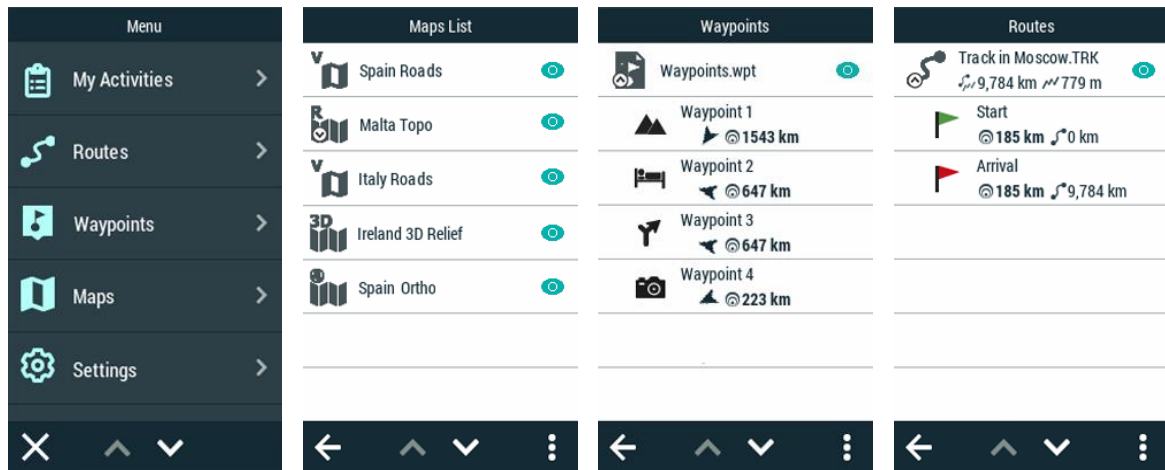 Menu
My Activities
Routes
Waypoints
Maps
Settings
Maps List
V
Spain Roads
R
Malta Topo
V
Italy Roads
3D
Ireland 3D Relief
Spain Ortho
Waypoints
Waypoints.wpt
Waypoint 1
1543 km
Waypoint 2
647 km
Waypoint 3
647 km
Waypoint 4
223 km
Routes
Track in Moscow.TRK
9,784 km 779 m
Start
185 km 0 km
Arrival
185 km 9,784 km